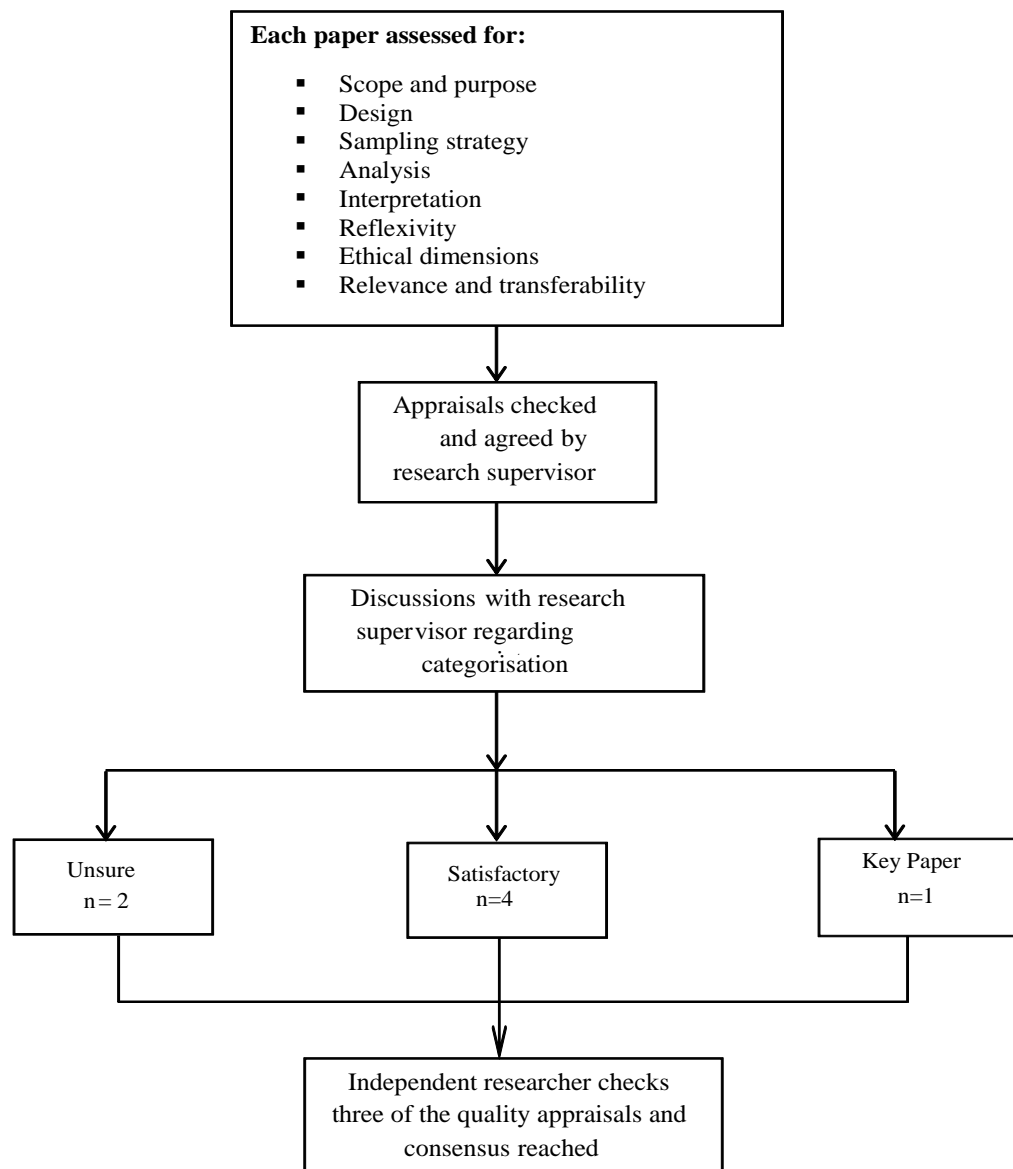 Each paper assessed for:
▪ Scope and purpose
▪ Design
▪ Sampling strategy
▪ Analysis
▪ Interpretation
▪ Reflexivity
▪ Ethical dimensions
▪ Relevance and transferability
Appraisals checked
and agreed by
research supervisor
Discussions with research
supervisor regarding
categorisation
Unsure
n = 2
Satisfactory
n=4
Key Paper
n=1
Independent researcher checks
three of the quality appraisals and
consensus reached